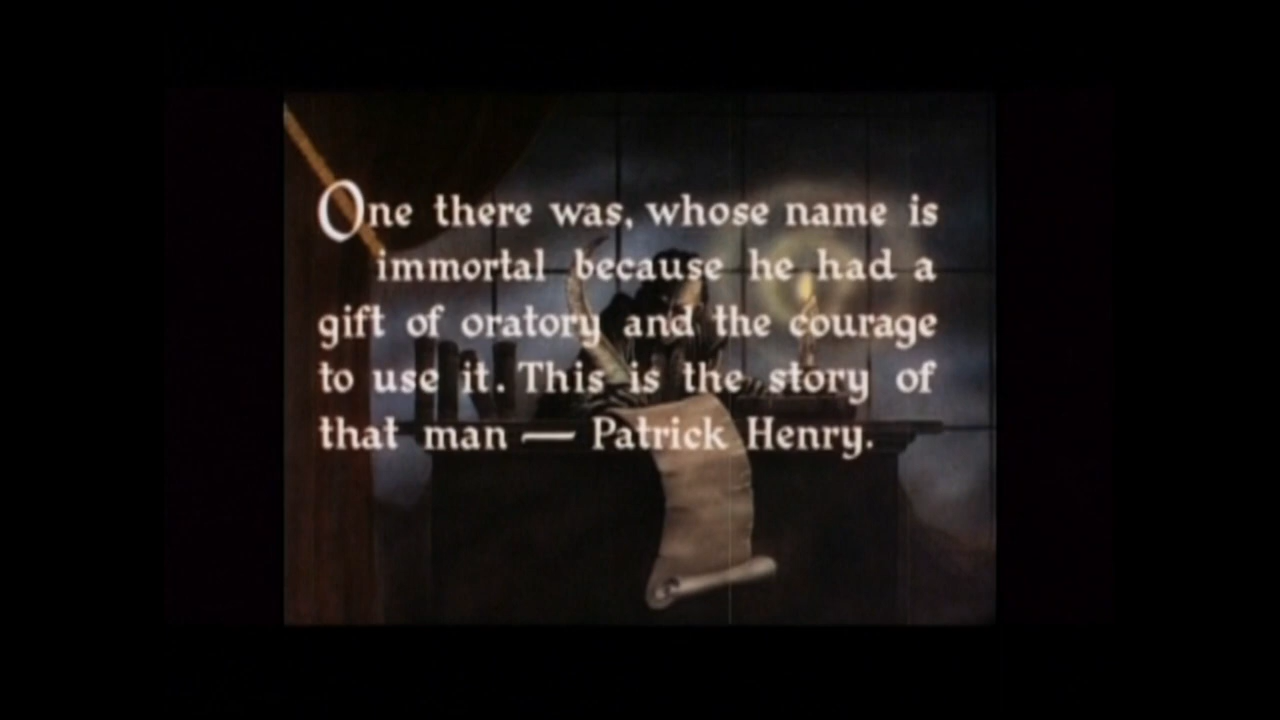 One there was, whose name is
immortal because he had a
gift of oratory and the courage
to use it. This is the story of
that man — Patrick Henry.